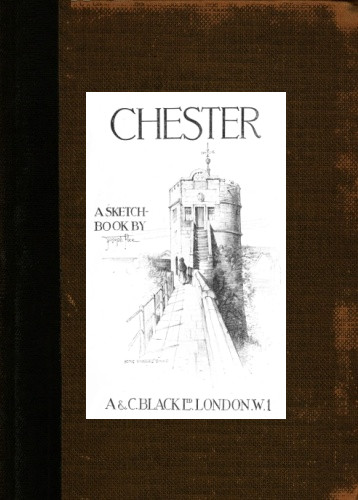 CHESTER
A SKETCH-
BOOK BY
A & C. BLACK LTD. LONDON. W.1